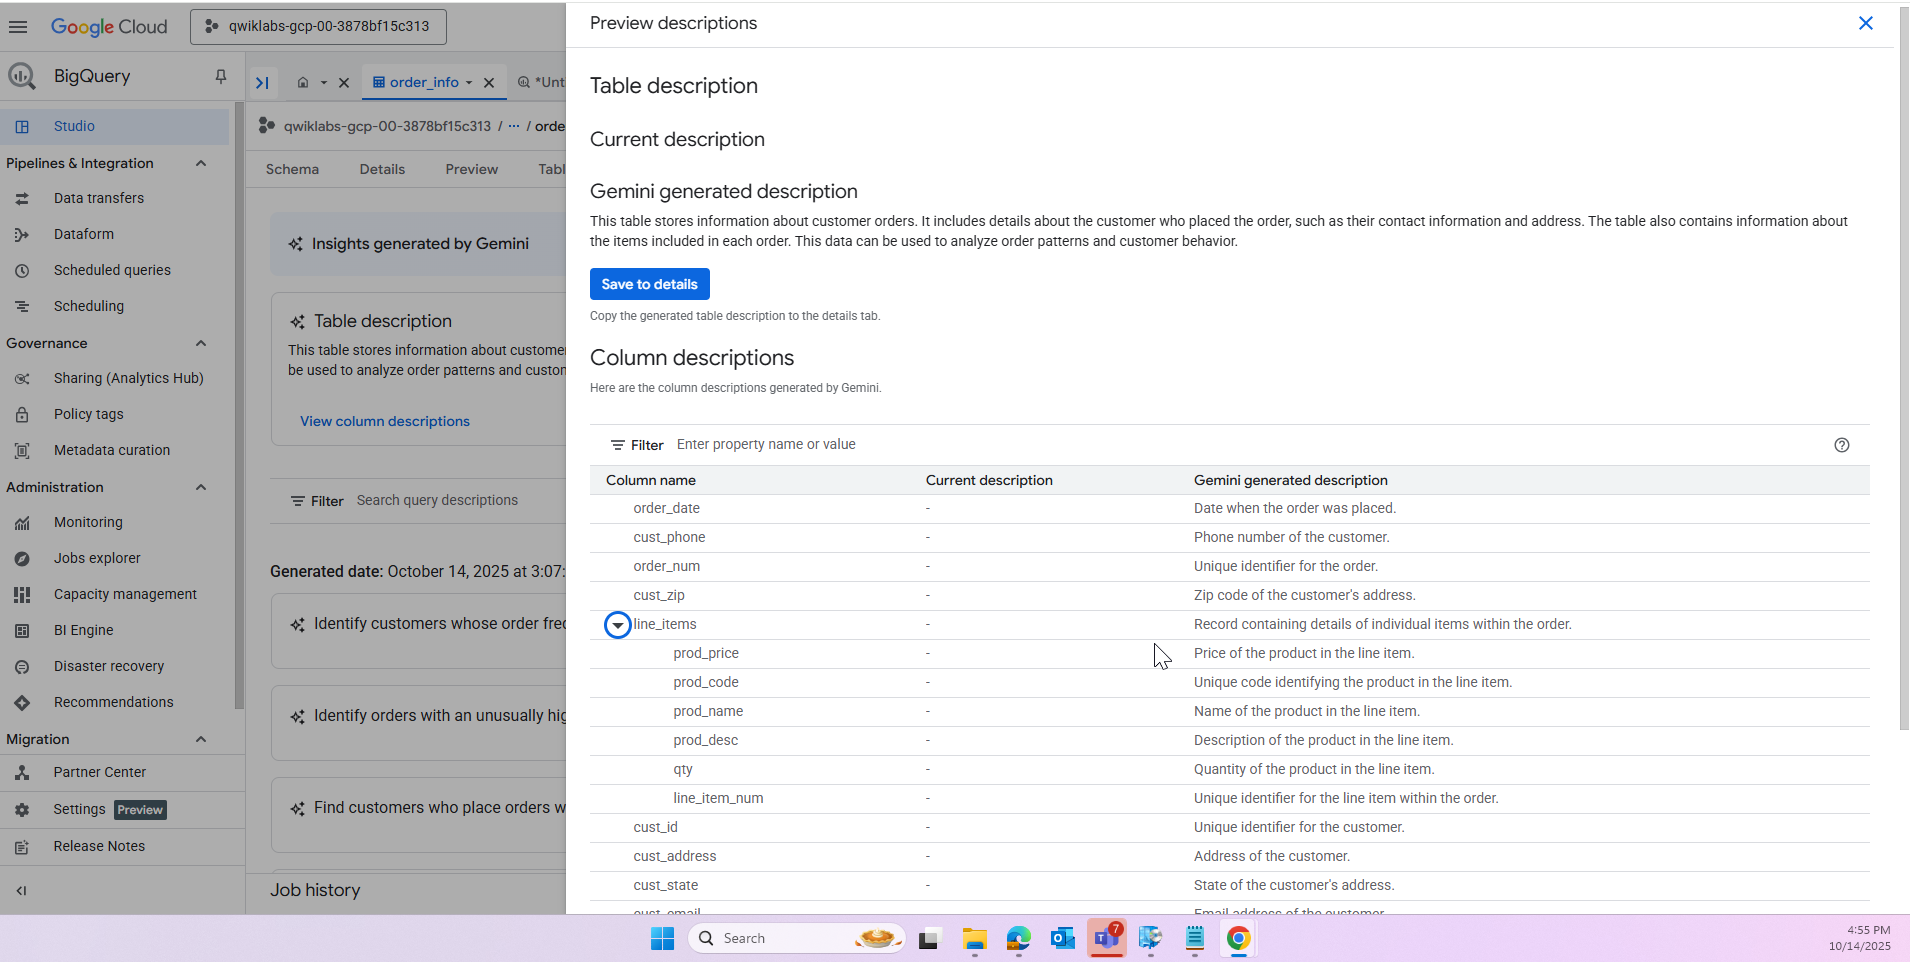 Google Cloud
qwiklabs-gcp-00-3878bf15c313
BigQuery
Studio
Pipelines & Integration
Data transfers
Dataform
Scheduled queries
Scheduling
Governance
Sharing (Analytics Hub)
Policy tags
Metadata curation
Administration
Monitoring
Jobs explorer
Capacity management
BI Engine
Disaster recovery
Recommendations
Migration
Partner Center
Settings Preview
Release Notes
order_info
*Unt
qwiklabs-gcp-00-3878bf15c313 / ··· / orde
Schema Details Preview Tabl
Insights generated by Gemini
Table description
This table stores information about custome
be used to analyze order patterns and custon
View column descriptions
Filter Search query descriptions
Generated date: October 14, 2025 at 3:07:
Identify customers whose order fre
Identify orders with an unusually hig
Find customers who place orders w
Job history
Preview descriptions
Table description
Current description
Gemini generated description
This table stores information about customer orders. It includes details about the customer who placed the order, such as their contact information and address. The table also contains information about
the items included in each order. This data can be used to analyze order patterns and customer behavior.
Save to details
Copy the generated table description to the details tab.
Column descriptions
Here are the column descriptions generated by Gemini.
Filter Enter property name or value
Column name Current description Gemini generated description
order_date - Date when the order was placed.
cust_phone - Phone number of the customer.
order_num - Unique identifier for the order.
cust_zip - Zip code of the customer's address.
line_items - Record containing details of individual items within the order.
prod_price - Price of the product in the line item.
prod_code - Unique code identifying the product in the line item.
prod_name - Name of the product in the line item.
prod_desc - Description of the product in the line item.
qty - Quantity of the product in the line item.
line_item_num - Unique identifier for the line item within the order.
cust_id - Unique identifier for the customer.
cust_address - Address of the customer.
cust_state - State of the customer's address.
cust_email Email address of the customer
Search
7
4:55 PM
10/14/2025